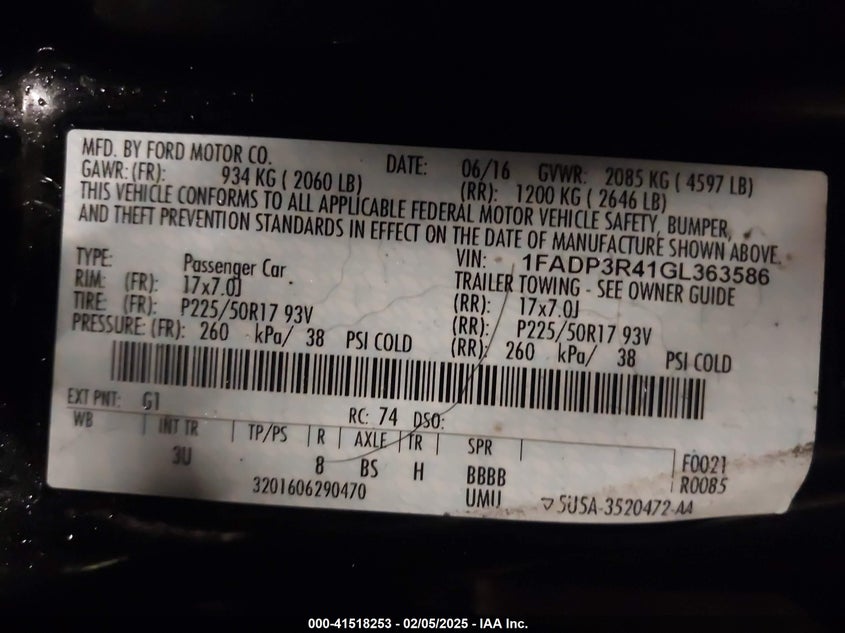 MFD. BY FORD MOTOR CO. DATE: 06/16 GVWR: 2085 KG ( 4597 LB)
GAWR: (FR): 934 KG ( 2060 LB) (RR): 1200 KG ( 2646 LB)
THIS VEHICLE CONFORMS TO ALL APPLICABLE FEDERAL MOTOR VEHICLE SAFETY, BUMPER,
AND THEFT PREVENTION STANDARDS IN EFFECT ON THE DATE OF MANUFACTURE SHOWN ABOVE.
VIN: 1FADP3R41GL363586
TYPE: Passenger Car TRAILER TOWING - SEE OWNER GUIDE
RIM: (FR): 17x7.0J (RR): 17x7.0J
TIRE: (FR): P225/50R17 93V (RR): P225/50R17 93V
PRESSURE: (FR): 260 kPa/ 38 PSI COLD (RR): 260 kPa/ 38 PSI COLD
EXT PNT: G1 RC: 74 DSO:
WB INT TR TP/PS R AXLE TR SPR F0021
3U 8 BS H BBBB R0085
3201606290470 UMII 5U5A-3520472-AA
000-41518253 - 02/05/2025 - IAA Inc.